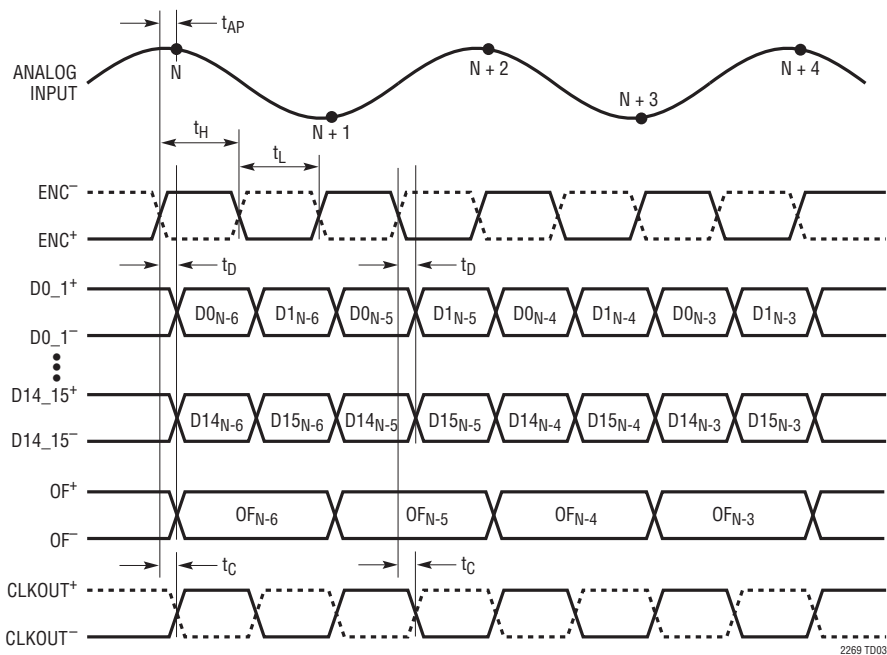 t_AP
ANALOG INPUT
N
N + 1
N + 2
N + 3
N + 4
t_H
t_L
ENC⁻
ENC⁺
t_D t_D
D0_1⁺
D0_1⁻
D0_N-6 D1_N-6 D0_N-5 D1_N-5 D0_N-4 D1_N-4 D0_N-3 D1_N-3
D14_15⁺
D14_15⁻
D14_N-6 D15_N-6 D14_N-5 D15_N-5 D14_N-4 D15_N-4 D14_N-3 D15_N-3
OF⁺
OF⁻
OF_N-6 OF_N-5 OF_N-4 OF_N-3
t_C t_C
CLKOUT⁺
CLKOUT⁻
2269 TD03